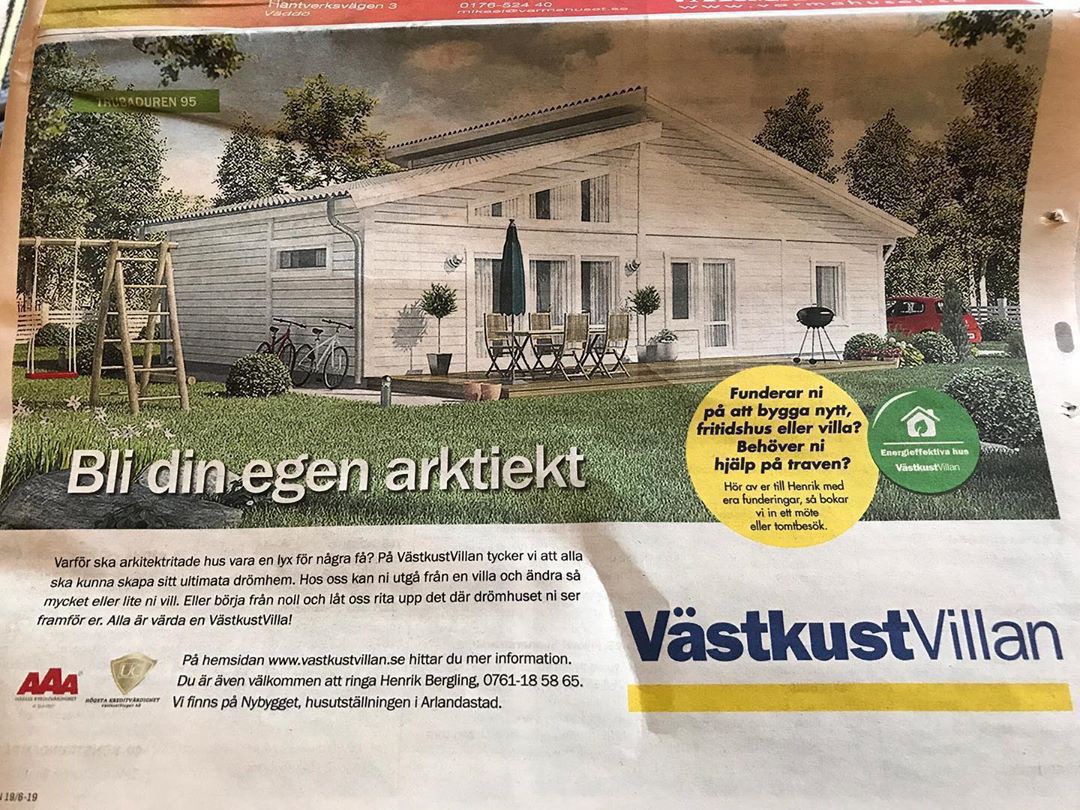 Hantverksvägen 3
Väddö
0176-524 40
TRUBADUREN 95
Funderar ni
på att bygga nytt,
fritidshus eller villa?
Behöver ni
hjälp på traven?
Hör av er till Henrik med
era funderingar, så bokar
vi in ett möte
eller tomtbesök.
Energieffektiva hus
VästkustVillan
Bli din egen arktiekt
Varför ska arkitektritade hus vara en lyx för några få? På VästkustVillan tycker vi att alla
ska kunna skapa sitt ultimata drömhem. Hos oss kan ni utgå från en villa och ändra så
mycket eller lite ni vill. Eller börja från noll och låt oss rita upp det där drömhuset ni ser
framför er. Alla är värda en VästkustVilla!
VästkustVillan
AAA
UC
HÖGSTA KREDITVÄRDIGHET
På hemsidan www.vastkustvillan.se hittar du mer information.
Du är även välkommen att ringa Henrik Bergling, 0761-18 58 65.
Vi finns på Nybygget, husutställningen i Arlandastad.
19/6-19